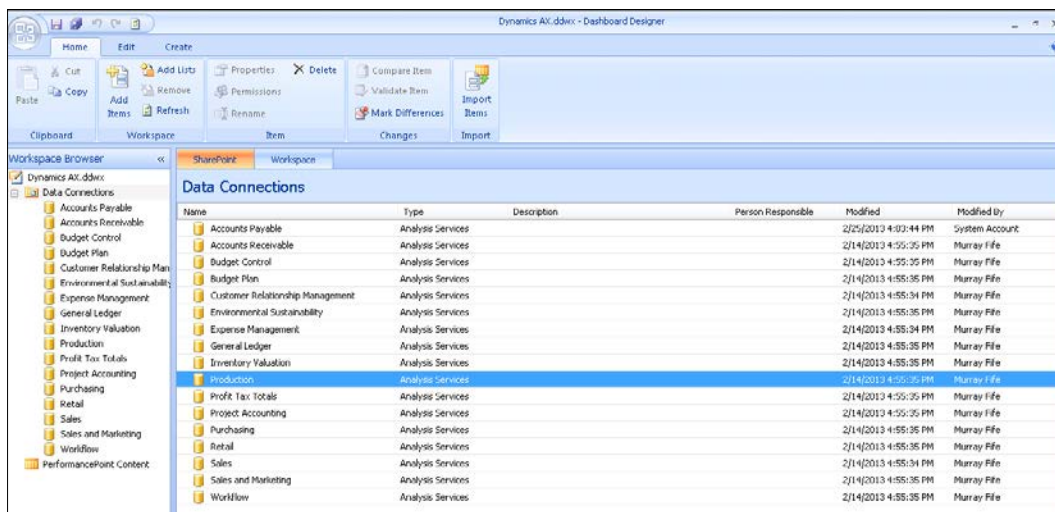 Dynamics AX.ddwx - Dashboard Designer
Home Edit Create
Paste
Cut
Copy
Clipboard
Add Items
Add Lists
Remove
Refresh
Workspace
Properties
Permissions
Rename
Delete
Item
Compare Item
Validate Item
Mark Differences
Changes
Import Items
Import
Workspace Browser «
Dynamics AX.ddwx
Data Connections
Accounts Payable
Accounts Receivable
Budget Control
Budget Plan
Customer Relationship Man
Environmental Sustainability
Expense Management
General Ledger
Inventory Valuation
Production
Profit Tax Totals
Project Accounting
Purchasing
Retail
Sales
Sales and Marketing
Workflow
PerformancePoint Content
SharePoint Workspace
Data Connections
Name Type Description Person Responsible Modified Modified By
Accounts Payable Analysis Services 2/25/2013 4:03:44 PM System Account
Accounts Receivable Analysis Services 2/14/2013 4:55:35 PM Murray Fife
Budget Control Analysis Services 2/14/2013 4:55:35 PM Murray Fife
Budget Plan Analysis Services 2/14/2013 4:55:35 PM Murray Fife
Customer Relationship Management Analysis Services 2/14/2013 4:55:34 PM Murray Fife
Environmental Sustainability Analysis Services 2/14/2013 4:55:35 PM Murray Fife
Expense Management Analysis Services 2/14/2013 4:55:34 PM Murray Fife
General Ledger Analysis Services 2/14/2013 4:55:35 PM Murray Fife
Inventory Valuation Analysis Services 2/14/2013 4:55:35 PM Murray Fife
Production Analysis Services 2/14/2013 4:55:35 PM Murray Fife
Profit Tax Totals Analysis Services 2/14/2013 4:55:35 PM Murray Fife
Project Accounting Analysis Services 2/14/2013 4:55:35 PM Murray Fife
Purchasing Analysis Services 2/14/2013 4:55:35 PM Murray Fife
Retail Analysis Services 2/14/2013 4:55:35 PM Murray Fife
Sales Analysis Services 2/14/2013 4:55:34 PM Murray Fife
Sales and Marketing Analysis Services 2/14/2013 4:55:35 PM Murray Fife
Workflow Analysis Services 2/14/2013 4:55:35 PM Murray Fife